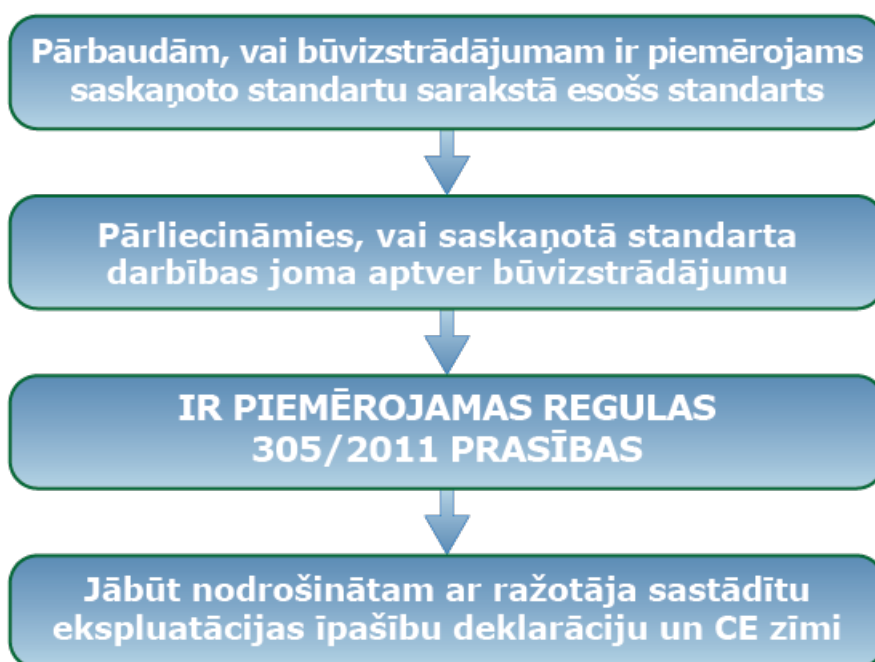 Pārbaudām, vai būvizstrādājumam ir piemērojams
saskaņoto standartu sarakstā esošs standarts
Pārliecināmies, vai saskaņotā standarta
darbības joma aptver būvizstrādājumu
IR PIEMĒROJAMAS REGULAS
305/2011 PRASĪBAS
Jābūt nodrošinātam ar ražotāja sastādītu
ekspluatācijas īpašību deklarāciju un CE zīmi